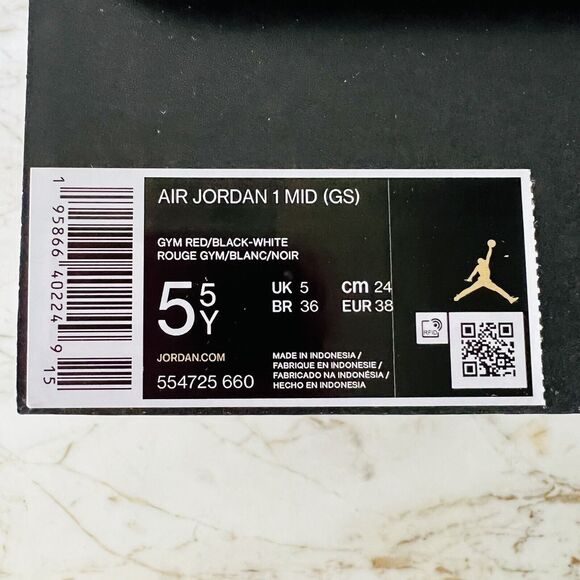 AIR JORDAN 1 MID (GS)
GYM RED/BLACK-WHITE
ROUGE GYM/BLANC/NOIR
5 5 Y
UK 5 cm 24
BR 36 EUR 38
JORDAN.COM
554725 660
MADE IN INDONESIA /
FABRIQUE EN INDONESIE /
FABRICADO NA INDONÉSIA /
HECHO EN INDONESIA
RFID
1 95866 40224 9 15